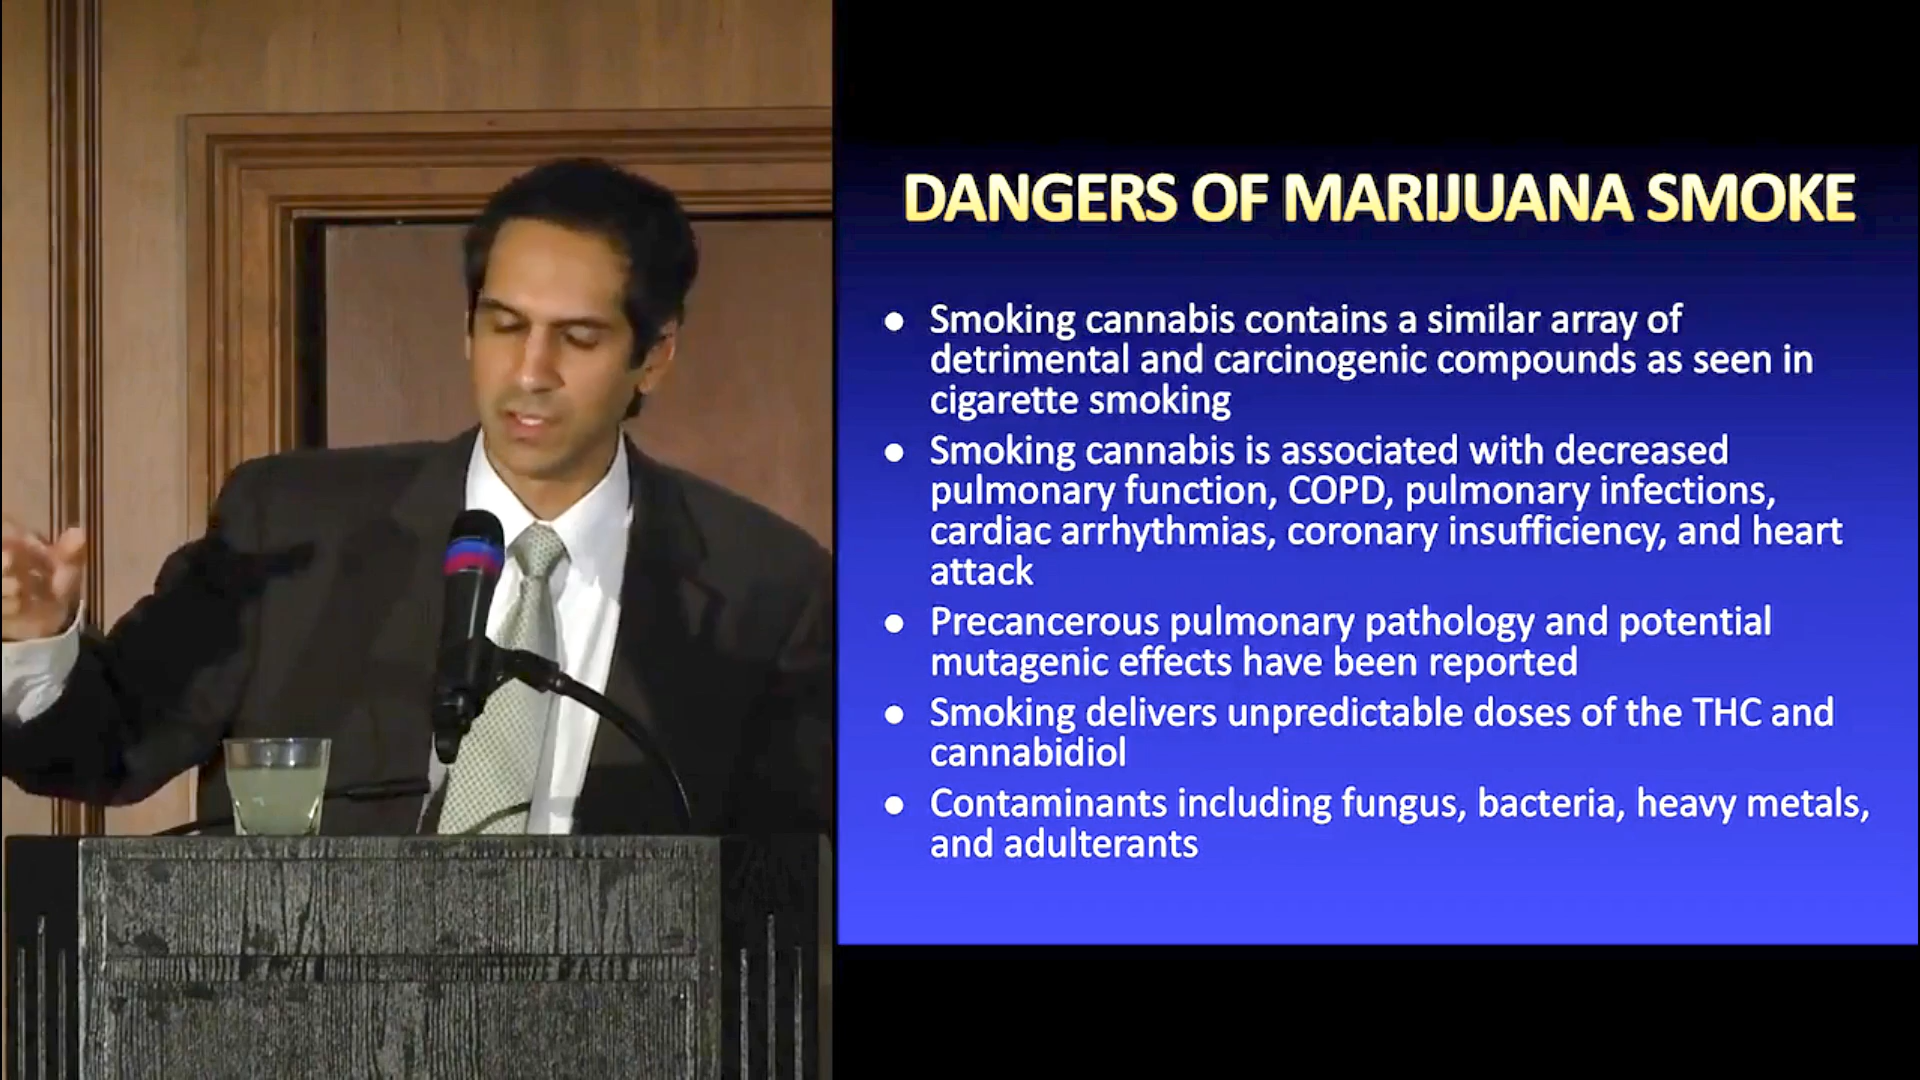 DANGERS OF MARIJUANA SMOKE
● Smoking cannabis contains a similar array of
detrimental and carcinogenic compounds as seen in
cigarette smoking
● Smoking cannabis is associated with decreased
pulmonary function, COPD, pulmonary infections,
cardiac arrhythmias, coronary insufficiency, and heart
attack
● Precancerous pulmonary pathology and potential
mutagenic effects have been reported
● Smoking delivers unpredictable doses of the THC and
cannabidiol
● Contaminants including fungus, bacteria, heavy metals,
and adulterants